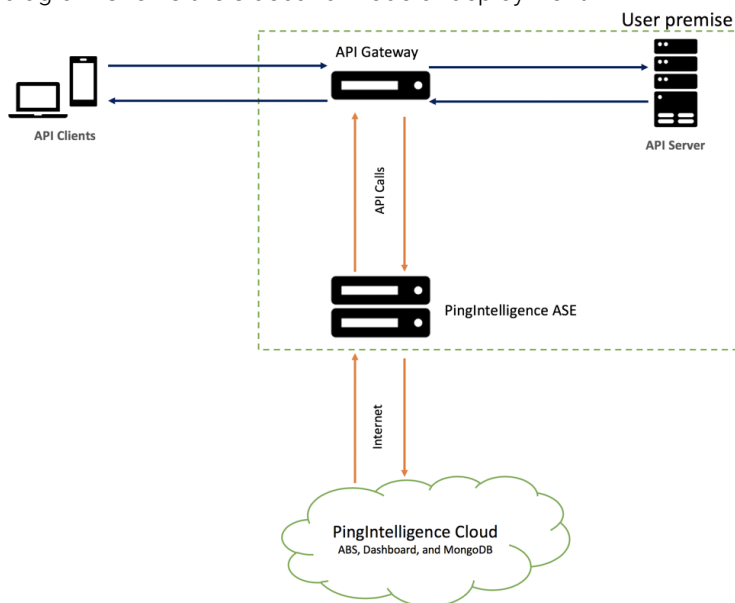 User premise
API Gateway
API Clients
API Server
API Calls
PingIntelligence ASE
Internet
PingIntelligence Cloud
ABS, Dashboard, and MongoDB